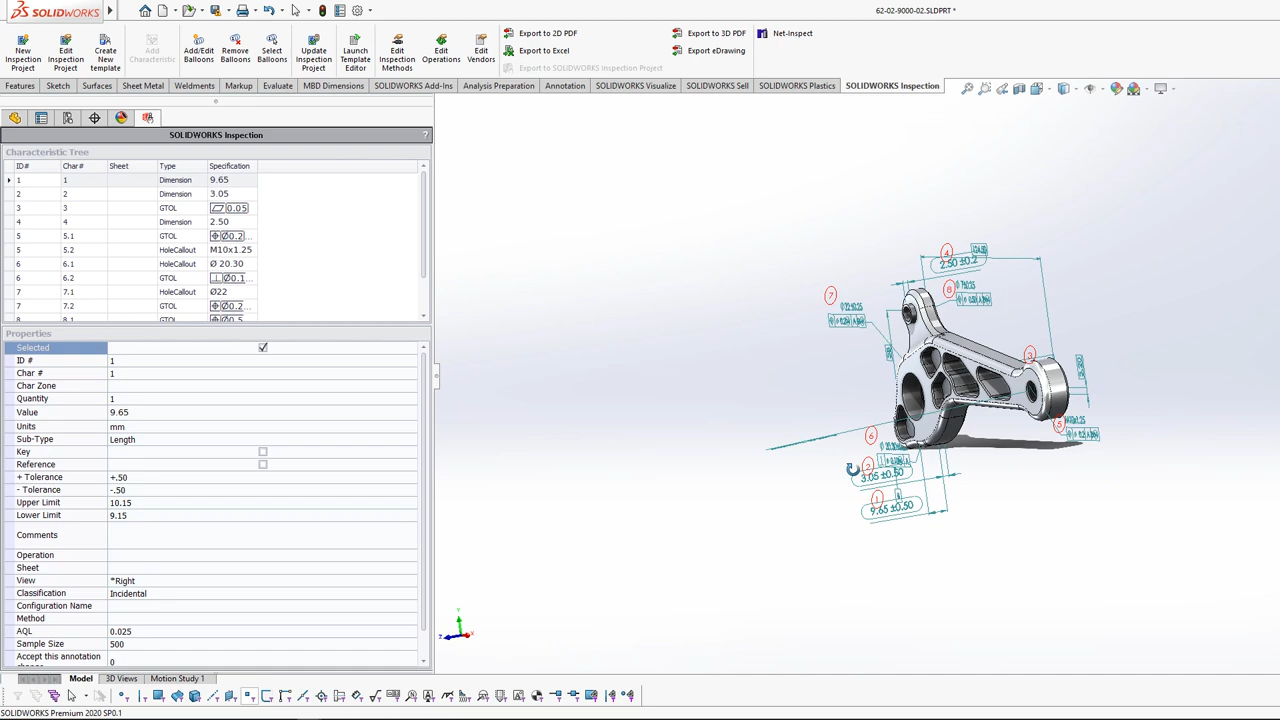 SOLIDWORKS
62-02-9000-02.SLDPRT *
New Inspection Project
Edit Inspection Project
Create New template
Add Characteristic
Add/Edit Balloons
Remove Balloons
Select Balloons
Update Inspection Project
Launch Template Editor
Edit Inspection Methods
Edit Operations
Edit Vendors
Export to 2D PDF
Export to Excel
Export to SOLIDWORKS Inspection Project
Export to 3D PDF
Export eDrawing
Net-Inspect
Features Sketch Surfaces Sheet Metal Weldments Markup Evaluate MBD Dimensions SOLIDWORKS Add-Ins Analysis Preparation Annotation SOLIDWORKS Visualize SOLIDWORKS Sell SOLIDWORKS Plastics SOLIDWORKS Inspection
SOLIDWORKS Inspection ?
Characteristic Tree
ID# Char# Sheet Type Specification
1 1 Dimension 9.65
2 2 Dimension 3.05
3 3 GTOL 0.05
4 4 Dimension 2.50
5 5.1 GTOL Ø0.2...
5 5.2 HoleCallout M10x1.25
6 6.1 HoleCallout Ø 20.30
6 6.2 GTOL Ø0.1...
7 7.1 HoleCallout Ø22
7 7.2 GTOL Ø0.2...
8 8.1 GTOL Ø0.5...
Properties
Selected
ID # 1
Char # 1
Char Zone
Quantity 1
Value 9.65
Units mm
Sub-Type Length
Key
Reference
+ Tolerance +.50
- Tolerance -.50
Upper Limit 10.15
Lower Limit 9.15
Comments
Operation
Sheet
View *Right
Classification Incidental
Configuration Name
Method
AQL 0.025
Sample Size 500
Accept this annotation 0
4
2.50 ±0.2
8
7
3
5
6
2
3.05 ±0.50
1
9.65 ±0.50
Y
Z
X
Model 3D Views Motion Study 1
SOLIDWORKS Premium 2020 SP0.1